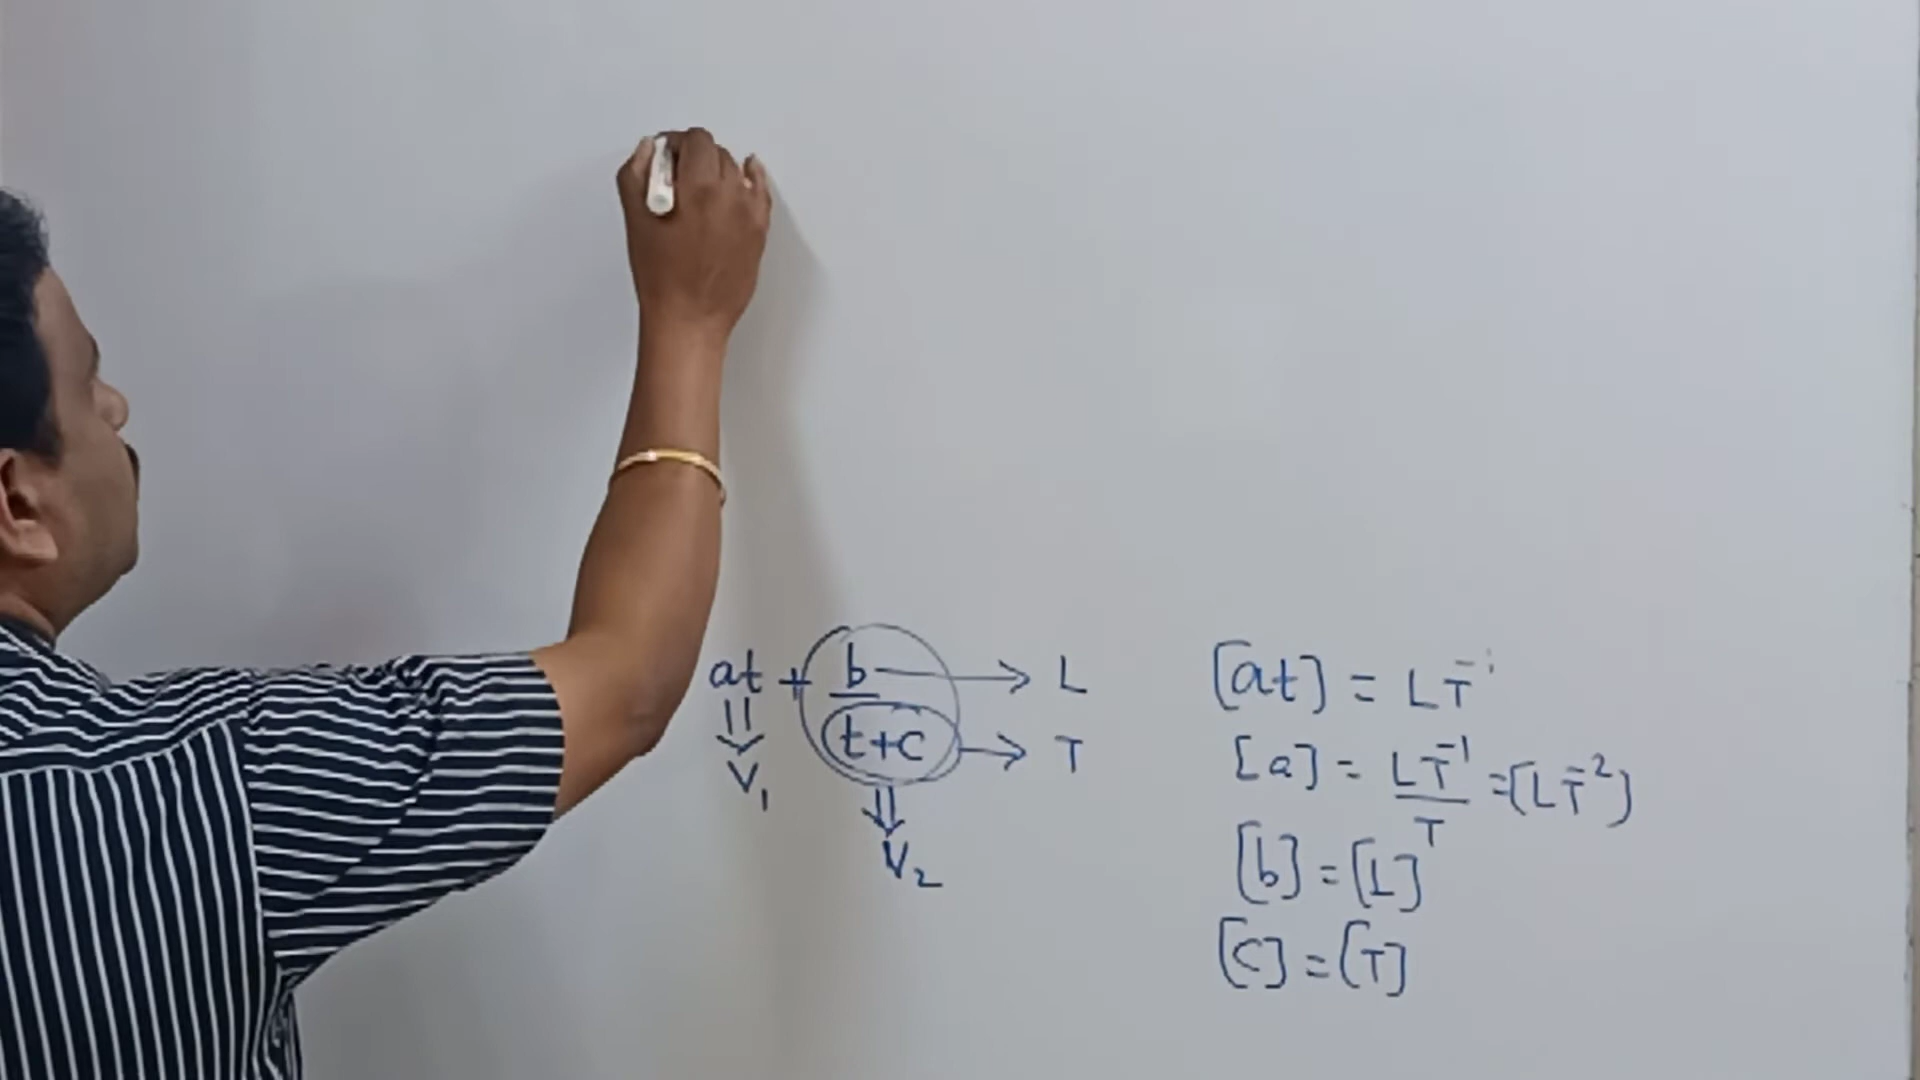 at + b → L
t+c → T
⇓ V₁
⇓ V₂
[at] = LT⁻¹
[a] = LT⁻¹/T = [LT⁻²]
[b] = [L]
[C] = [T]